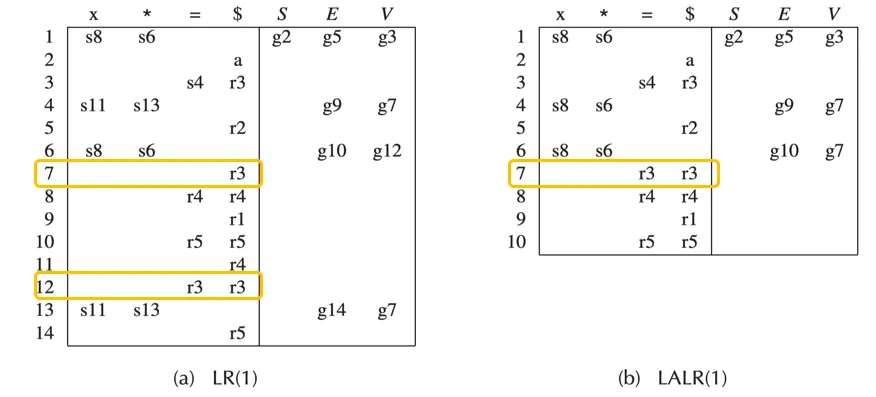 x * = $ S E V
1 s8 s6 g2 g5 g3
2 a
3 s4 r3
4 s11 s13 g9 g7
5 r2
6 s8 s6 g10 g12
7 r3
8 r4 r4
9 r1
10 r5 r5
11 r4
12 r3 r3
13 s11 s13 g14 g7
14 r5
(a) LR(1)
x * = $ S E V
1 s8 s6 g2 g5 g3
2 a
3 s4 r3
4 s8 s6 g9 g7
5 r2
6 s8 s6 g10 g7
7 r3 r3
8 r4 r4
9 r1
10 r5 r5
(b) LALR(1)